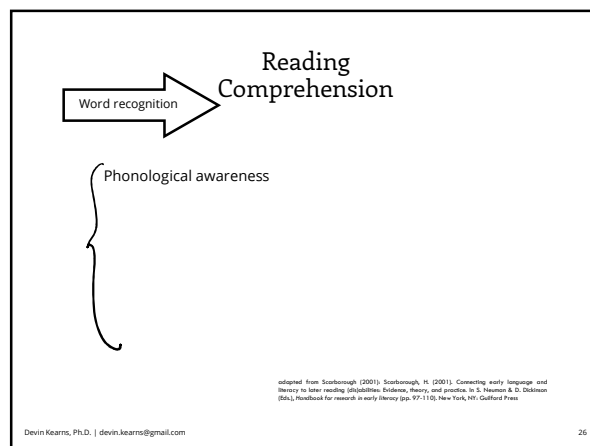 Reading
Comprehension
Word recognition
Phonological awareness
adapted from Scarborough (2001): Scarborough, H. (2001). Connecting early language and
literacy to later reading (dis)abilities: Evidence, theory, and practice. In S. Neuman & D. Dickinson
(Eds.), Handbook for research in early literacy (pp. 97-110). New York, NY: Guilford Press
Devin Kearns, Ph.D. | devin.kearns@gmail.com
26